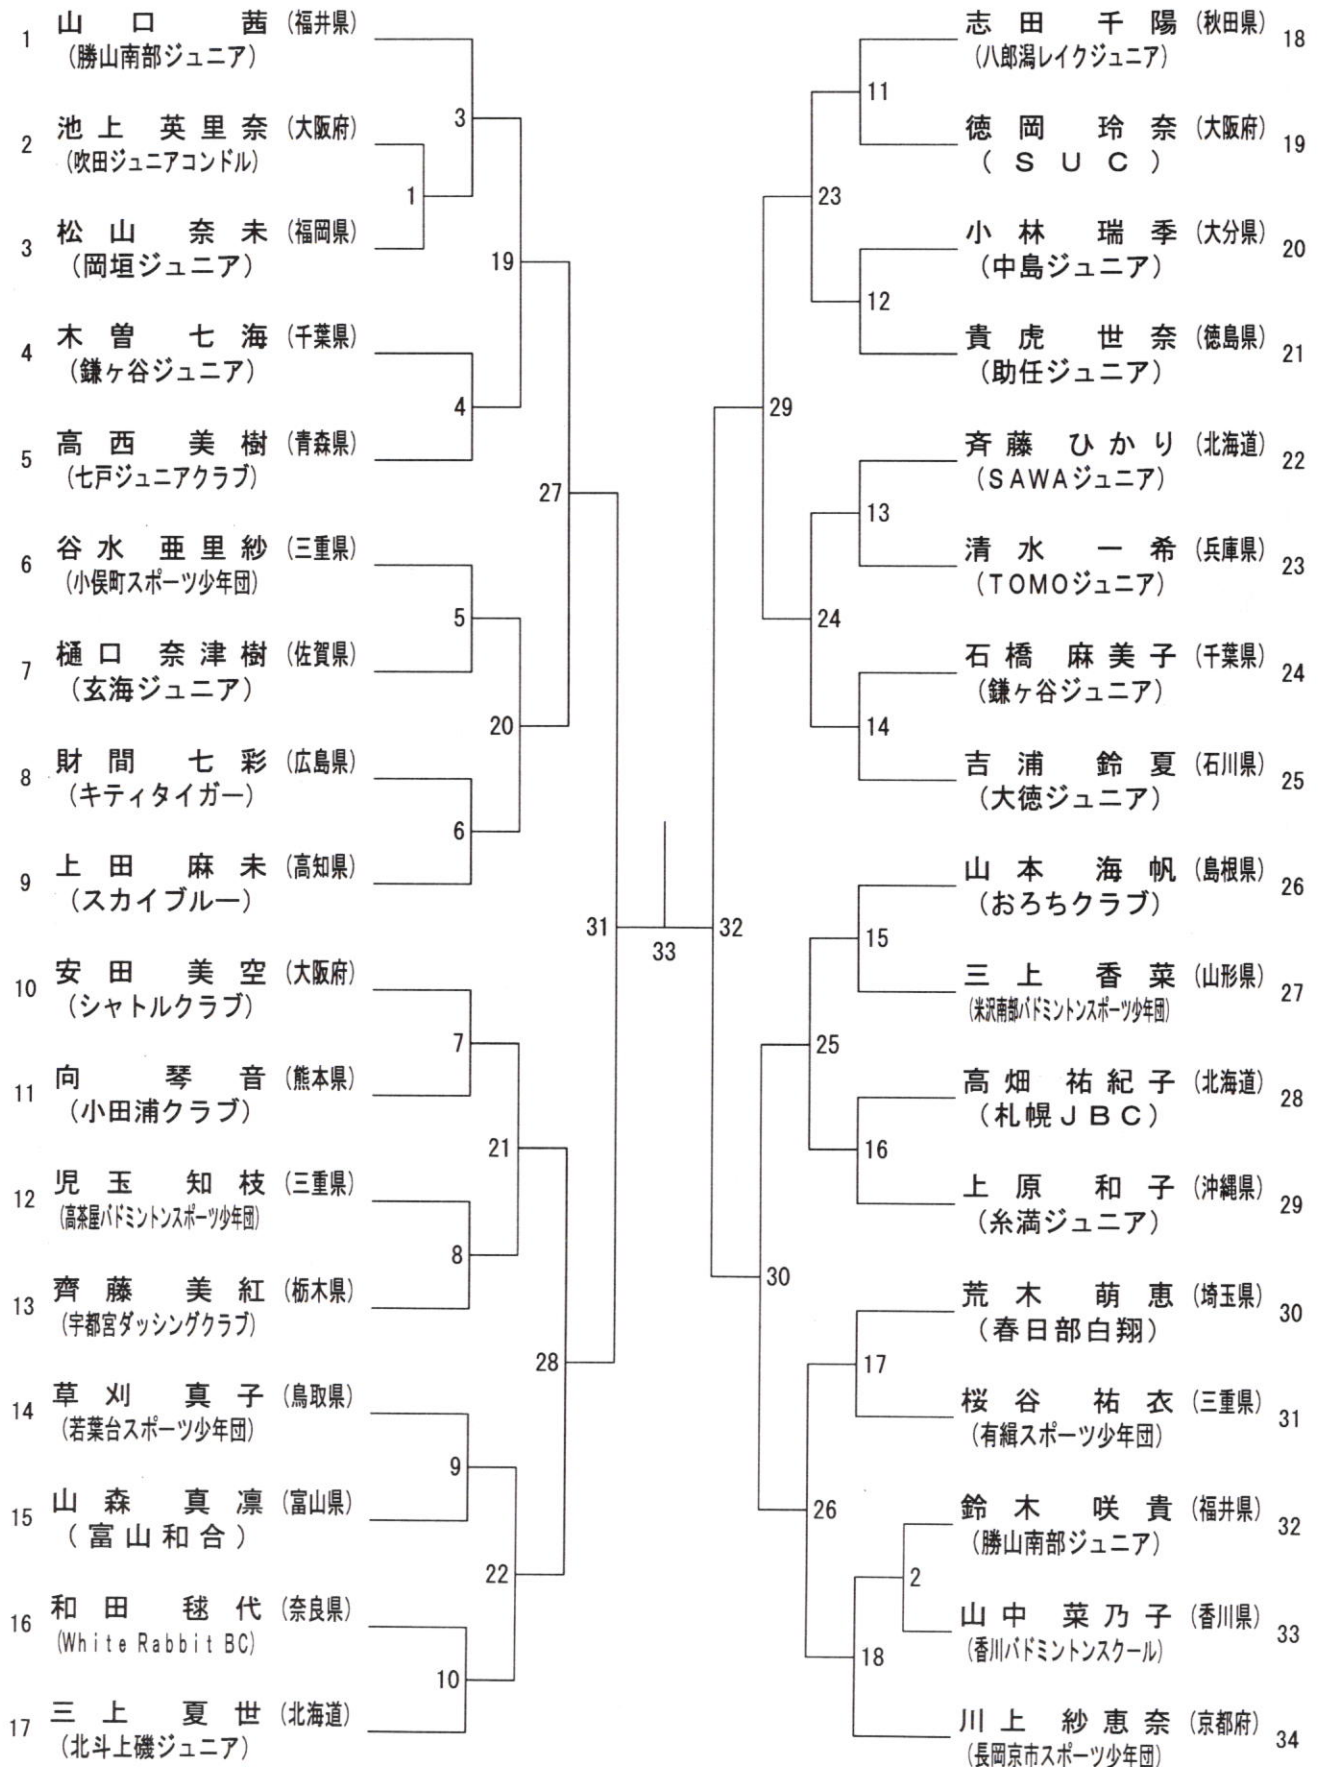 1 山口 茜 (福井県)
(勝山南部ジュニア)
2 池上 英里奈 (大阪府)
(吹田ジュニアコンドル)
3 松山 奈未 (福岡県)
(岡垣ジュニア)
4 木曽 七海 (千葉県)
(鎌ヶ谷ジュニア)
5 高西 美樹 (青森県)
(七戸ジュニアクラブ)
6 谷水 亜里紗 (三重県)
(小俣町スポーツ少年団)
7 樋口 奈津樹 (佐賀県)
(玄海ジュニア)
8 財間 七彩 (広島県)
(キティタイガー)
9 上田 麻未 (高知県)
(スカイブルー)
10 安田 美空 (大阪府)
(シャトルクラブ)
11 向 琴音 (熊本県)
(小田浦クラブ)
12 児玉 知枝 (三重県)
(高茶屋バドミントンスポーツ少年団)
13 齊藤 美紅 (栃木県)
(宇都宮ダッシングクラブ)
14 草刈 真子 (鳥取県)
(若葉台スポーツ少年団)
15 山森 真凛 (富山県)
(富山和合)
16 和田 毬代 (奈良県)
(White Rabbit BC)
17 三上 夏世 (北海道)
(北斗上磯ジュニア)
1
3
4
5
6
7
8
9
10
19
20
21
22
27
28
31
33
32
29
30
23
24
25
26
11
12
13
14
15
16
17
2
18
志田 千陽 (秋田県) 18
(八郎潟レイクジュニア)
徳岡 玲奈 (大阪府) 19
(SUC)
小林 瑞季 (大分県) 20
(中島ジュニア)
貴虎 世奈 (徳島県) 21
(助任ジュニア)
斉藤 ひかり (北海道) 22
(SAWAジュニア)
清水 一希 (兵庫県) 23
(TOMOジュニア)
石橋 麻美子 (千葉県) 24
(鎌ヶ谷ジュニア)
吉浦 鈴夏 (石川県) 25
(大徳ジュニア)
山本 海帆 (島根県) 26
(おろちクラブ)
三上 香菜 (山形県) 27
(米沢南部バドミントンスポーツ少年団)
高畑 祐紀子 (北海道) 28
(札幌JBC)
上原 和子 (沖縄県) 29
(糸満ジュニア)
荒木 萌恵 (埼玉県) 30
(春日部白翔)
桜谷 祐衣 (三重県) 31
(有緝スポーツ少年団)
鈴木 咲貴 (福井県) 32
(勝山南部ジュニア)
山中 菜乃子 (香川県) 33
(香川バドミントンスクール)
川上 紗恵奈 (京都府) 34
(長岡京市スポーツ少年団)